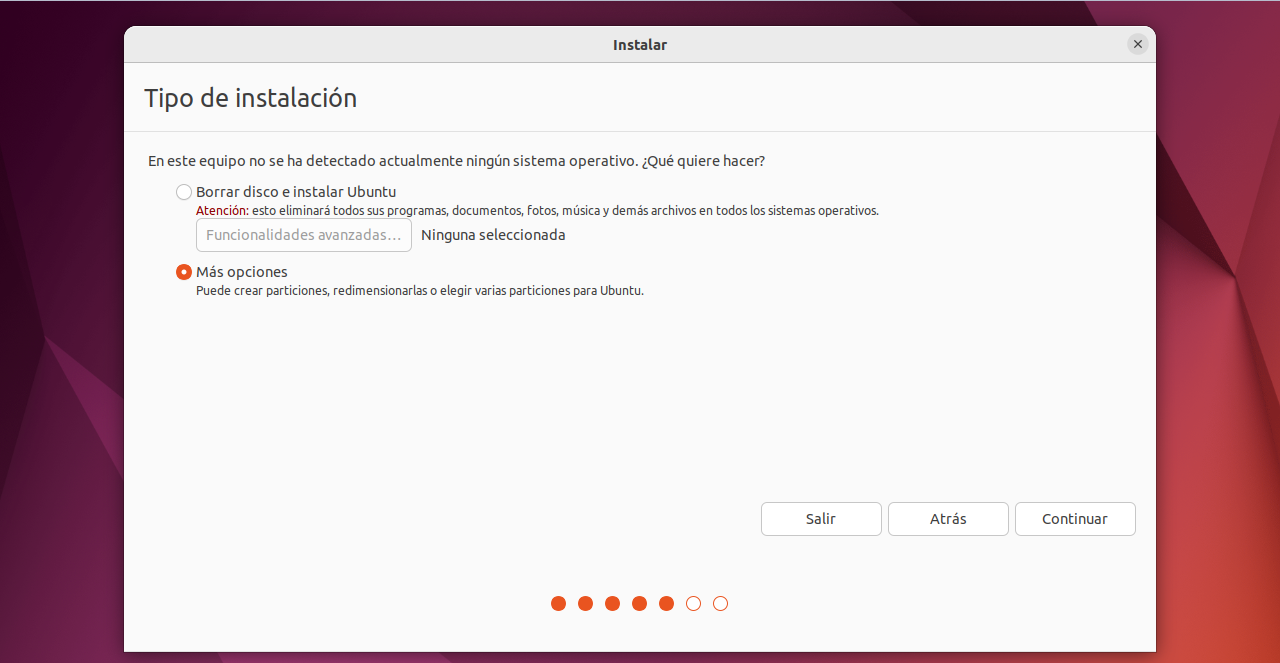 Instalar
Tipo de instalación
En este equipo no se ha detectado actualmente ningún sistema operativo. ¿Qué quiere hacer?
Borrar disco e instalar Ubuntu
Atención: esto eliminará todos sus programas, documentos, fotos, música y demás archivos en todos los sistemas operativos.
Funcionalidades avanzadas… Ninguna seleccionada
Más opciones
Puede crear particiones, redimensionarlas o elegir varias particiones para Ubuntu.
Salir Atrás Continuar